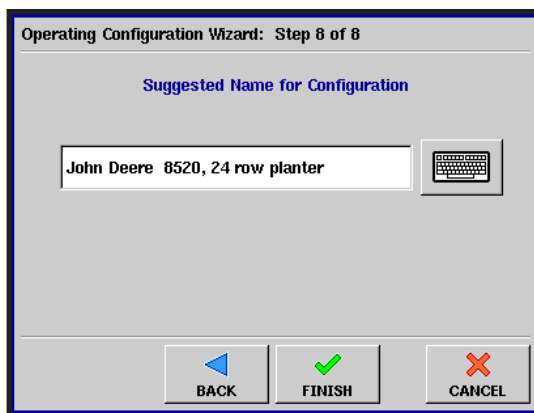 Operating Configuration Wizard: Step 8 of 8
Suggested Name for Configuration
John Deere 8520, 24 row planter
BACK FINISH CANCEL